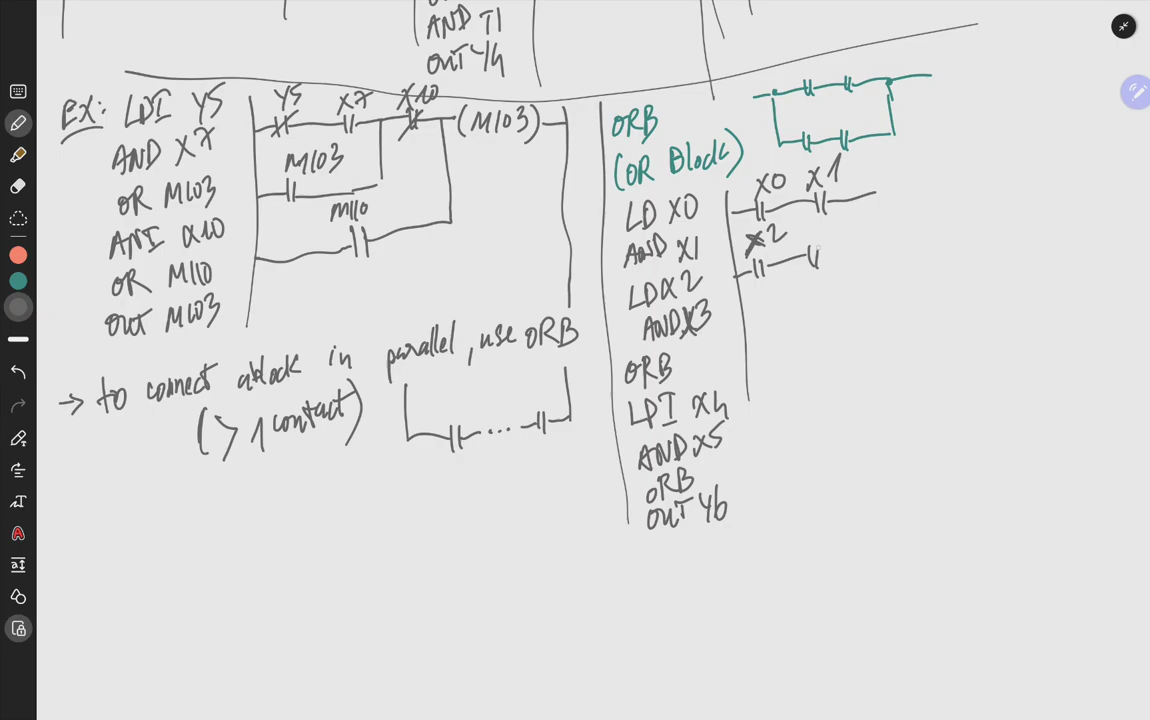 AND T1
OUT Y4
ex: LDI Y5
AND X7
OR M103
ANI X10
OR M110
OUT M103
Y5 X7 X10 (M103)
M103
M110
→ to connect a block in parallel, use ORB
(> 1 contact)
...
ORB
(OR Block)
LD X0
AND X1
LD X2
AND X3
ORB
LDI X4
AND X5
ORB
OUT Y6
X0 X1
X2